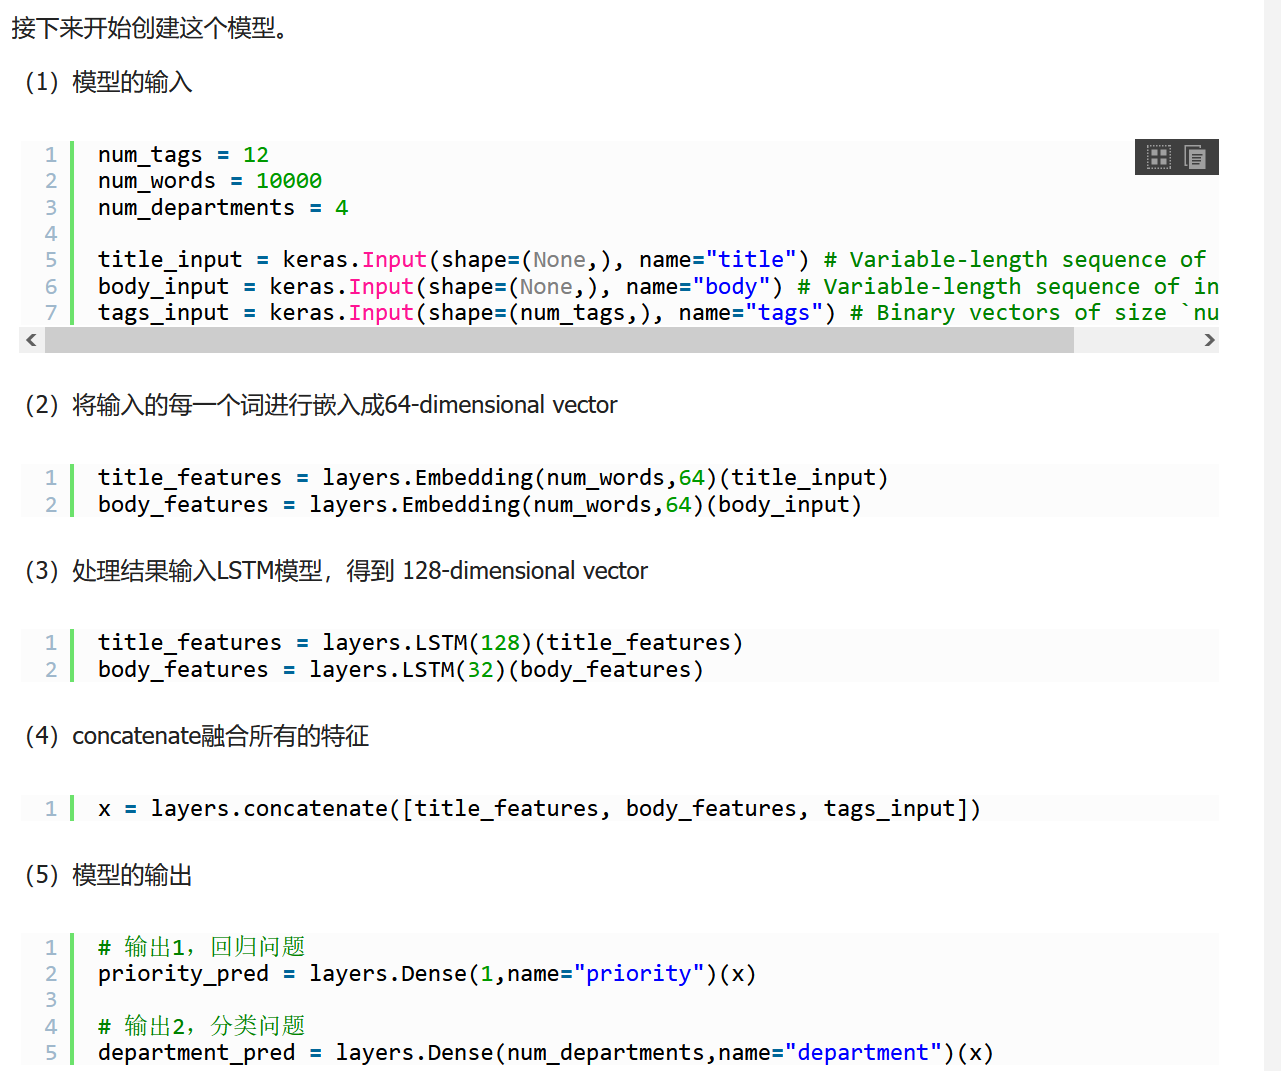 接下来开始创建这个模型。
（1）模型的输入
1 num_tags = 12
2 num_words = 10000
3 num_departments = 4
4
5 title_input = keras.Input(shape=(None,), name="title") # Variable-length sequence of
6 body_input = keras.Input(shape=(None,), name="body") # Variable-length sequence of in
7 tags_input = keras.Input(shape=(num_tags,), name="tags") # Binary vectors of size `nu
（2）将输入的每一个词进行嵌入成64-dimensional vector
1 title_features = layers.Embedding(num_words,64)(title_input)
2 body_features = layers.Embedding(num_words,64)(body_input)
（3）处理结果输入LSTM模型，得到 128-dimensional vector
1 title_features = layers.LSTM(128)(title_features)
2 body_features = layers.LSTM(32)(body_features)
（4）concatenate融合所有的特征
1 x = layers.concatenate([title_features, body_features, tags_input])
（5）模型的输出
1 # 输出1，回归问题
2 priority_pred = layers.Dense(1,name="priority")(x)
3
4 # 输出2，分类问题
5 department_pred = layers.Dense(num_departments,name="department")(x)